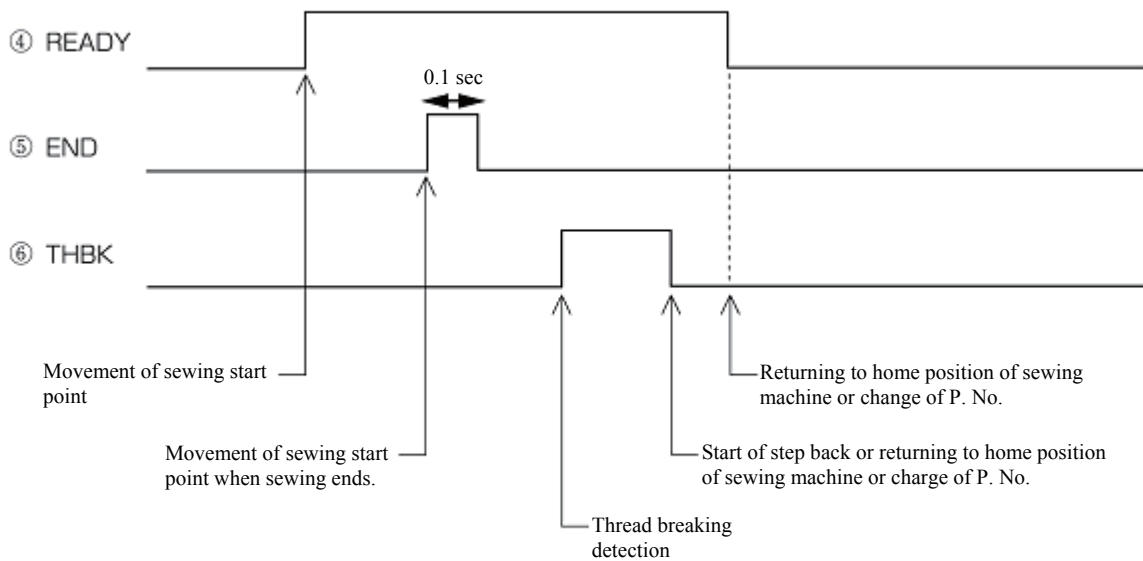 ④ READY
0.1 sec
⑤ END
⑥ THBK
Movement of sewing start
point
Returning to home position of sewing
machine or change of P. No.
Movement of sewing start
point when sewing ends.
Start of step back or returning to home position
of sewing machine or charge of P. No.
Thread breaking
detection